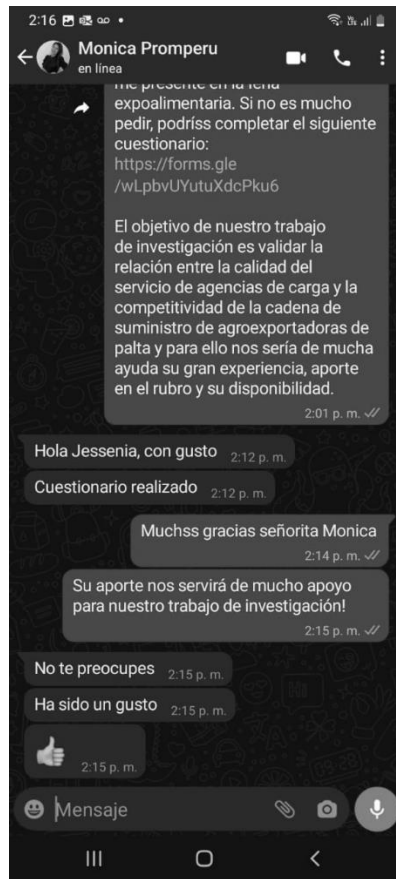 2:16
Monica Promperu
en línea
me presente en la feria
expoalimentaria. Si no es mucho
pedir, podríss completar el siguiente
cuestionario:
https://forms.gle
/wLpbvUYutuXdcPku6
El objetivo de nuestro trabajo
de investigación es validar la
relación entre la calidad del
servicio de agencias de carga y la
competitividad de la cadena de
suministro de agroexportadoras de
palta y para ello nos sería de mucha
ayuda su gran experiencia, aporte
en el rubro y su disponibilidad.
2:01 p. m.
Hola Jessenia, con gusto 2:12 p. m.
Cuestionario realizado 2:12 p. m.
Muchss gracias señorita Monica
2:14 p. m.
Su aporte nos servirá de mucho apoyo
para nuestro trabajo de investigación!
2:15 p. m.
No te preocupes 2:15 p. m.
Ha sido un gusto 2:15 p. m.
2:15 p. m.
Mensaje